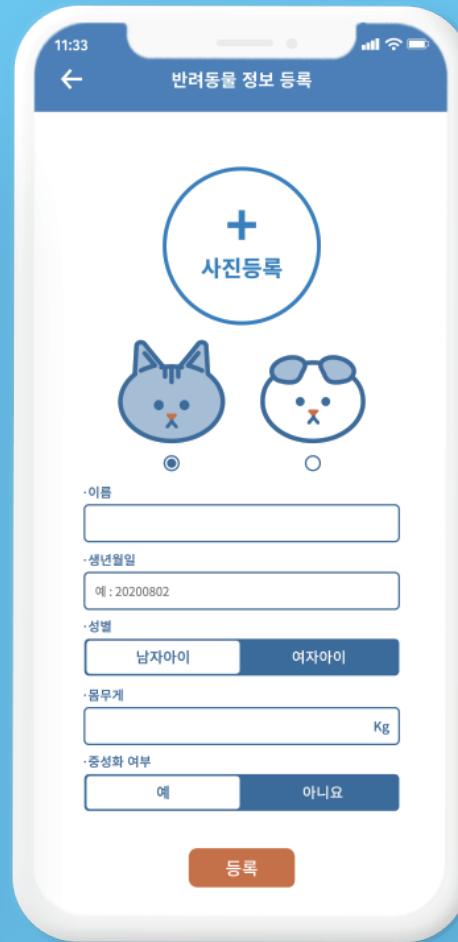 11:33
반려동물 정보 등록
사진등록
·이름
·생년월일
예 : 20200802
·성별
남자아이 여자아이
·몸무게
Kg
·중성화 여부
예 아니요
등록